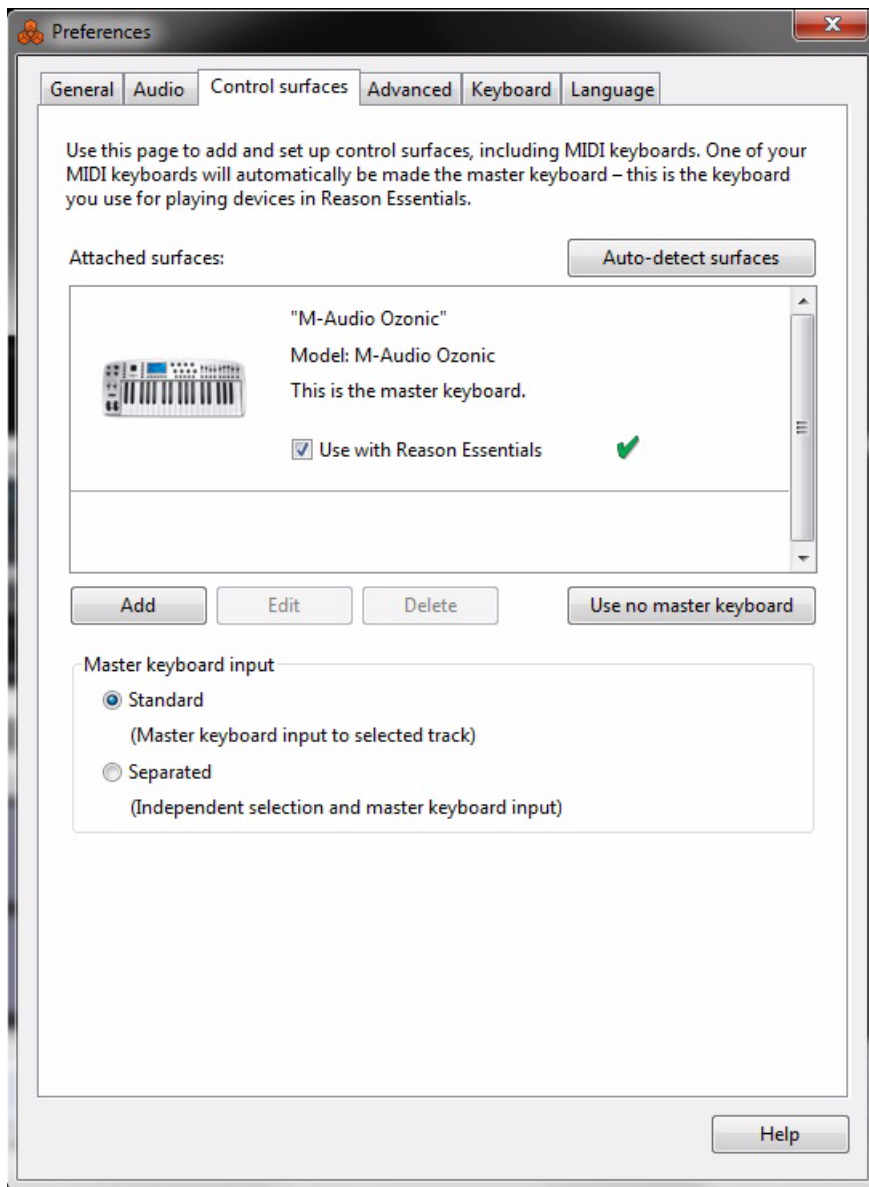 Preferences
General Audio Control surfaces Advanced Keyboard Language
Use this page to add and set up control surfaces, including MIDI keyboards. One of your
MIDI keyboards will automatically be made the master keyboard – this is the keyboard
you use for playing devices in Reason Essentials.
Attached surfaces: Auto-detect surfaces
"M-Audio Ozonic"
Model: M-Audio Ozonic
This is the master keyboard.
Use with Reason Essentials
Add Edit Delete Use no master keyboard
Master keyboard input
Standard
(Master keyboard input to selected track)
Separated
(Independent selection and master keyboard input)
Help